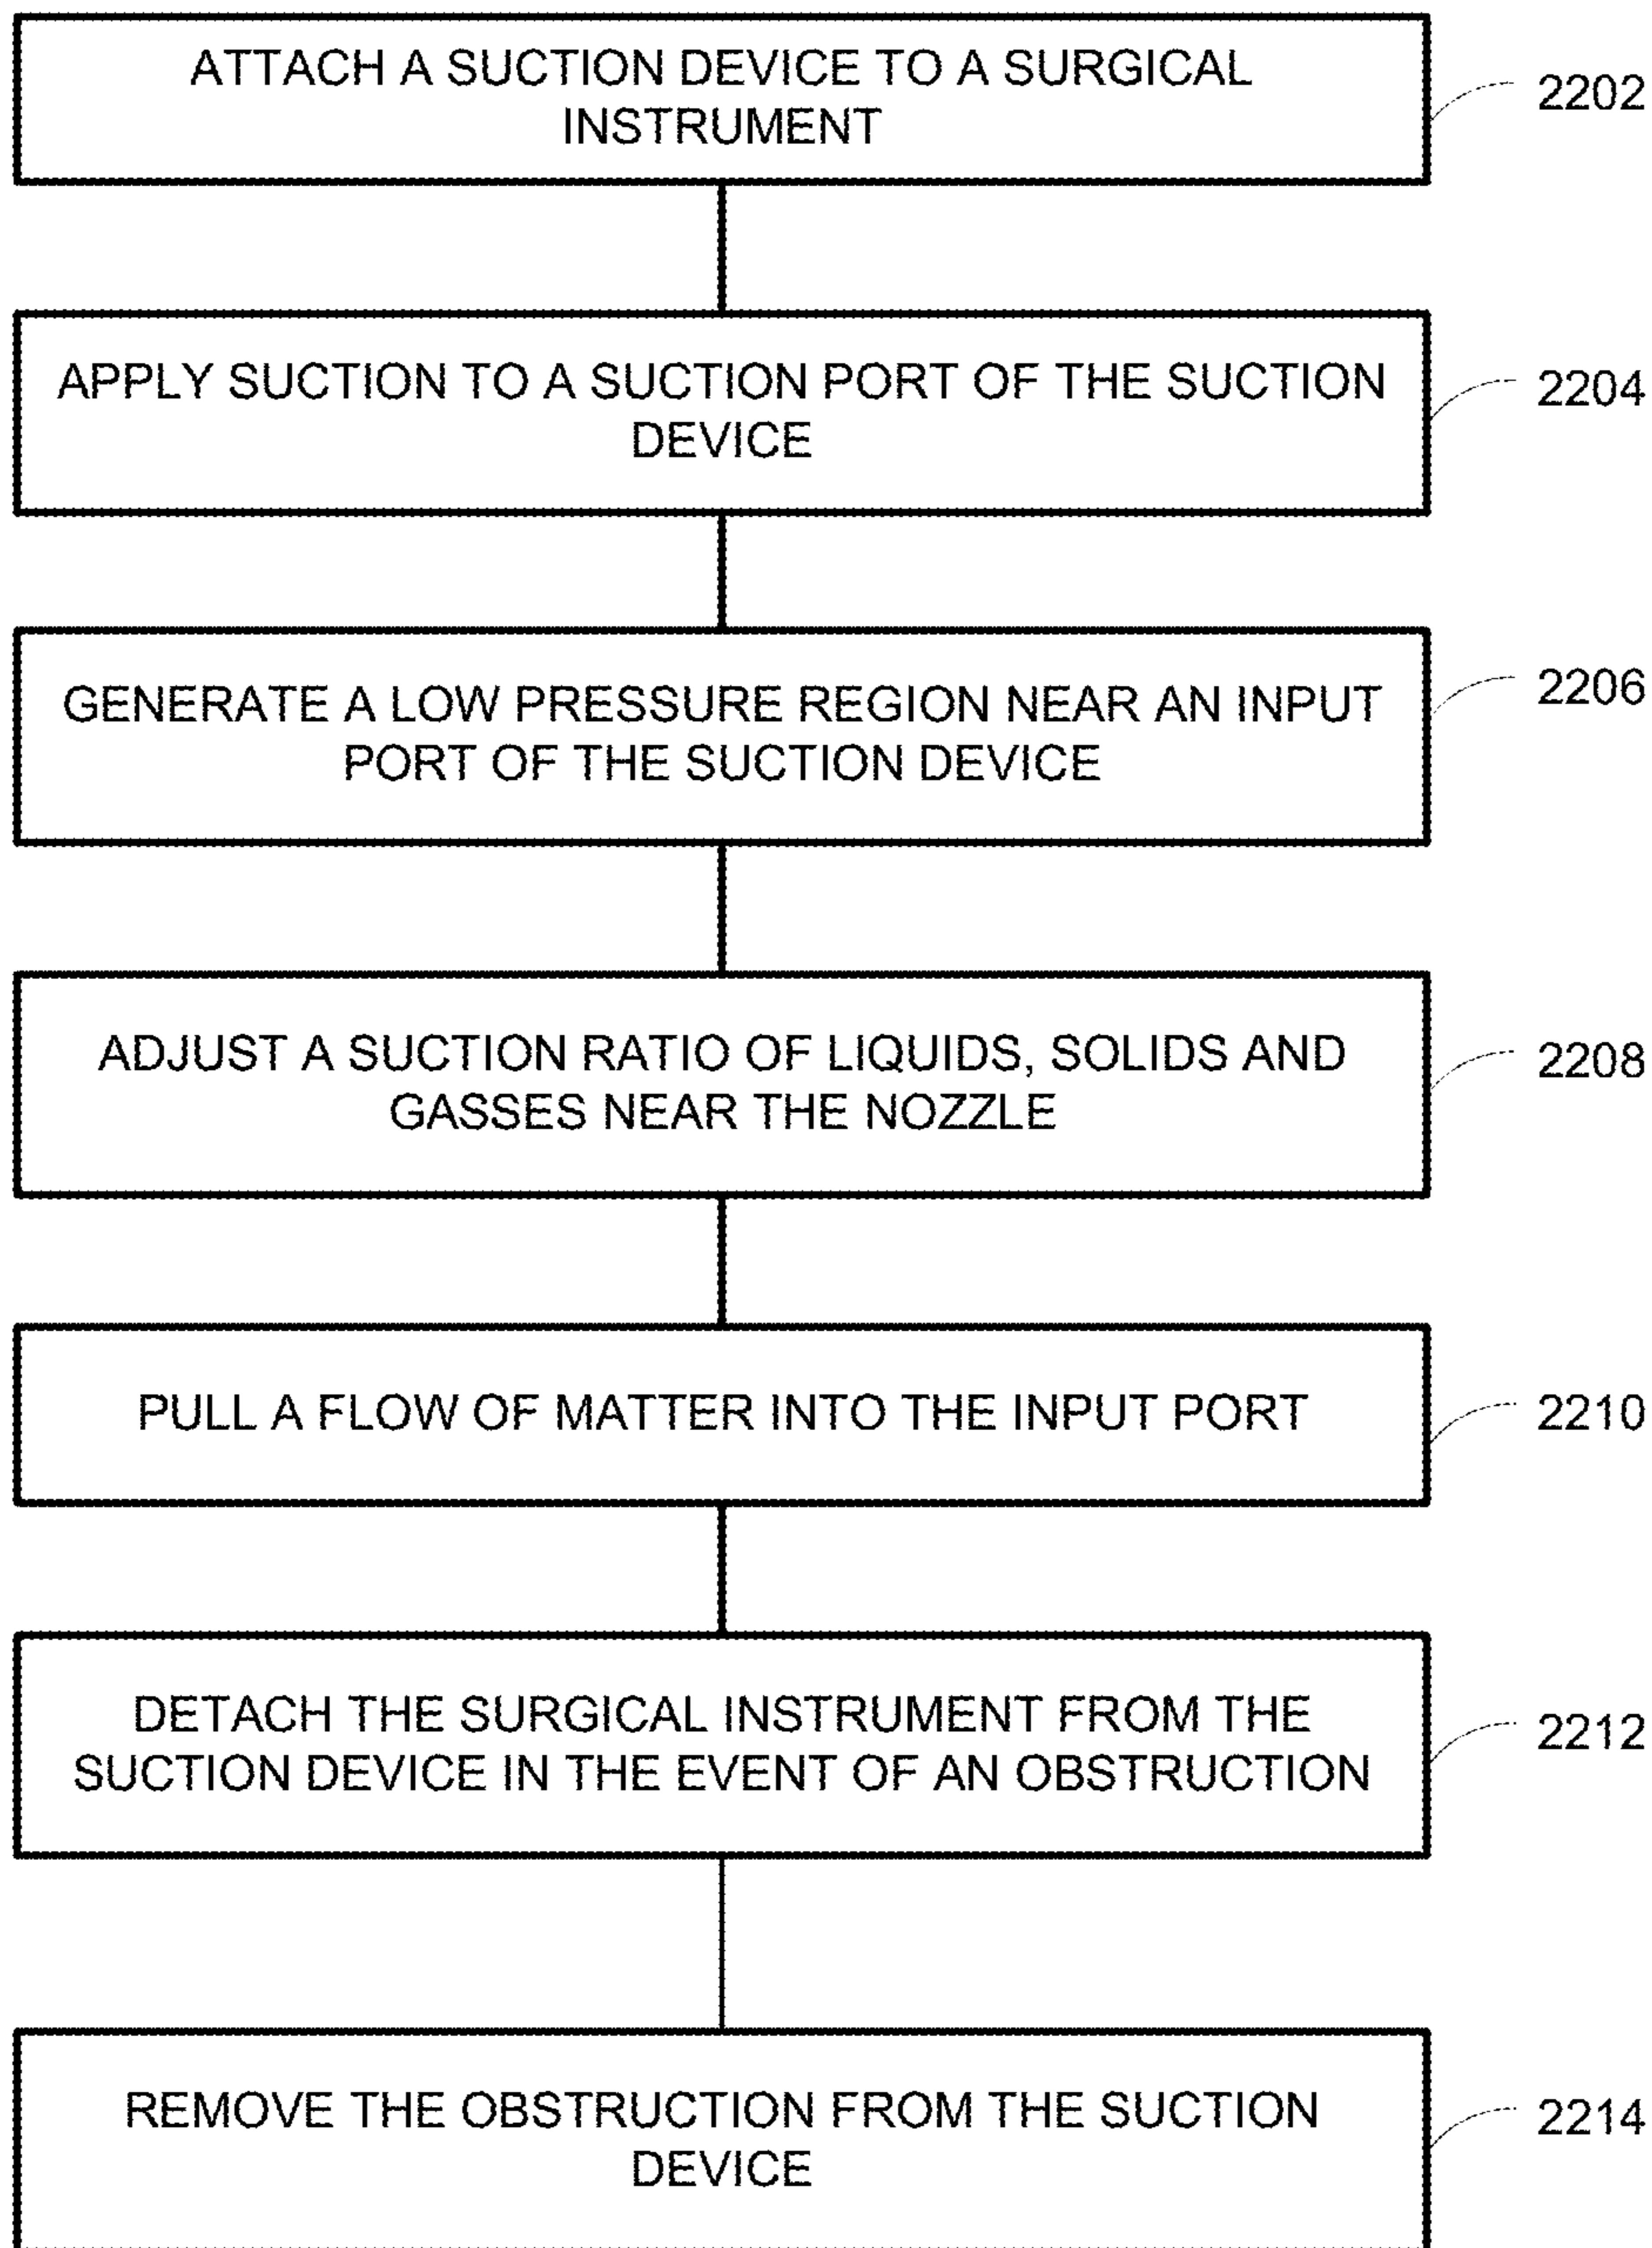 ATTACH A SUCTION DEVICE TO A SURGICAL
INSTRUMENT
2202
APPLY SUCTION TO A SUCTION PORT OF THE SUCTION
DEVICE
2204
GENERATE A LOW PRESSURE REGION NEAR AN INPUT
PORT OF THE SUCTION DEVICE
2206
ADJUST A SUCTION RATIO OF LIQUIDS, SOLIDS AND
GASSES NEAR THE NOZZLE
2208
PULL A FLOW OF MATTER INTO THE INPUT PORT
2210
DETACH THE SURGICAL INSTRUMENT FROM THE
SUCTION DEVICE IN THE EVENT OF AN OBSTRUCTION
2212
REMOVE THE OBSTRUCTION FROM THE SUCTION
DEVICE
2214